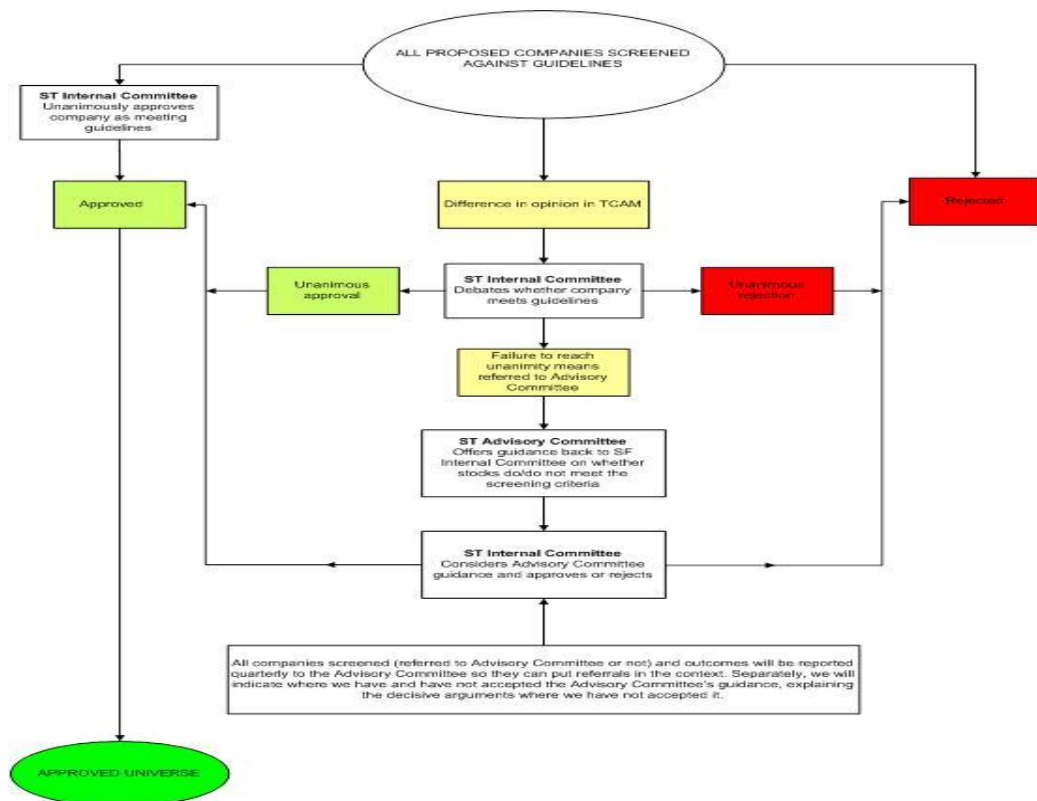 ALL PROPOSED COMPANIES SCREENED
AGAINST GUIDELINES
ST Internal Committee
Unanimously approves
company as meeting
guidelines
Approved
Difference in opinion in TCAM
Rejected
Unanimous
approval
ST Internal Committee
Debates whether company
meets guidelines
Unanimous
rejection
Failure to reach
unanimity means
referred to Advisory
Committee
ST Advisory Committee
Offers guidance back to SF
Internal Committee on whether
stocks do/do not meet the
screening criteria
ST Internal Committee
Considers Advisory Committee
guidance and approves or rejects
All companies screened (referred to Advisory Committee or not) and outcomes will be reported
quarterly to the Advisory Committee so they can put referrals in the context. Separately, we will
indicate where we have and have not accepted the Advisory Committee's guidance, explaining
the decisive arguments where we have not accepted it.
APPROVED UNIVERSE